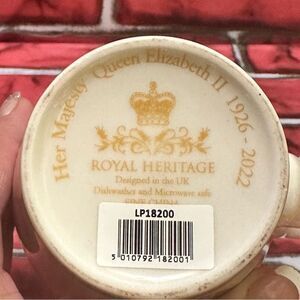 Her Majesty Queen Elizabeth II 1926 - 2022
ROYAL HERITAGE
Designed in the UK
Dishwasher and Microwave safe
FINE CHINA
LP18200
5 010792 182001